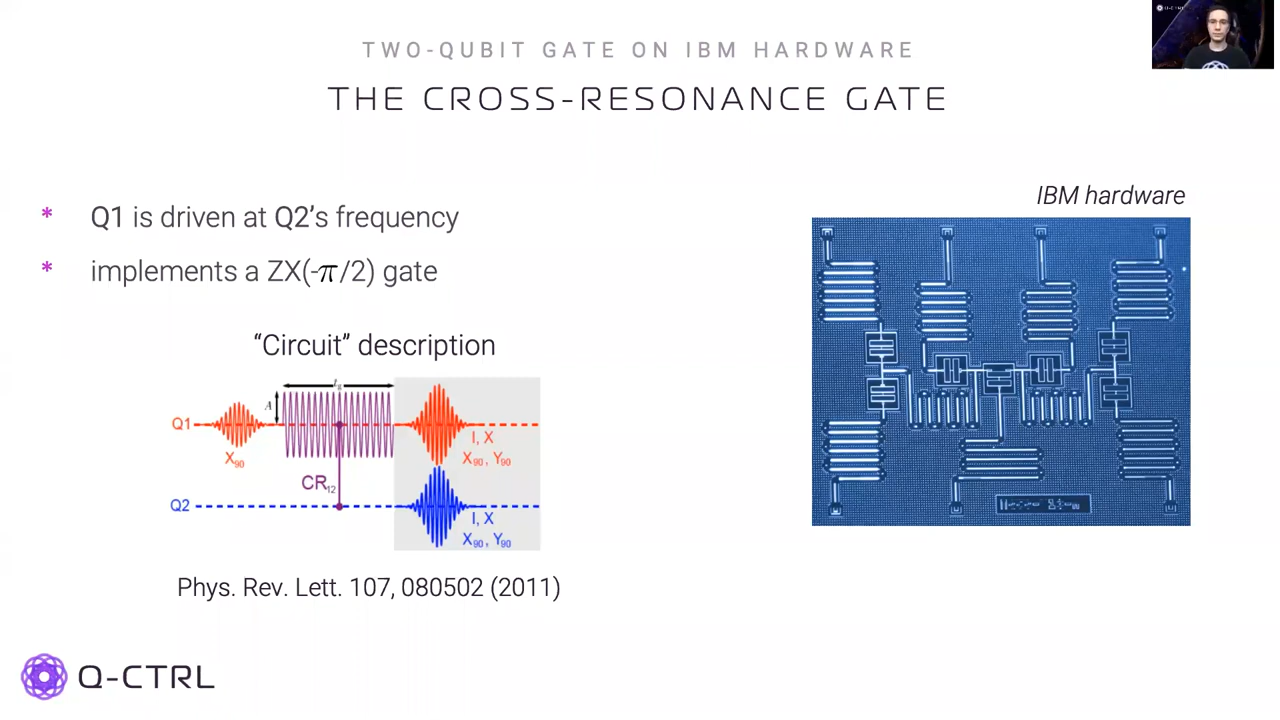 Q-CTRL
TWO-QUBIT GATE ON IBM HARDWARE
THE CROSS-RESONANCE GATE
* Q1 is driven at Q2's frequency
* implements a ZX(-π/2) gate
"Circuit" description
t_g
A
Q1
X90
I, X
X90, Y90
CR12
Q2
I, X
X90, Y90
Phys. Rev. Lett. 107, 080502 (2011)
IBM hardware
Q-CTRL